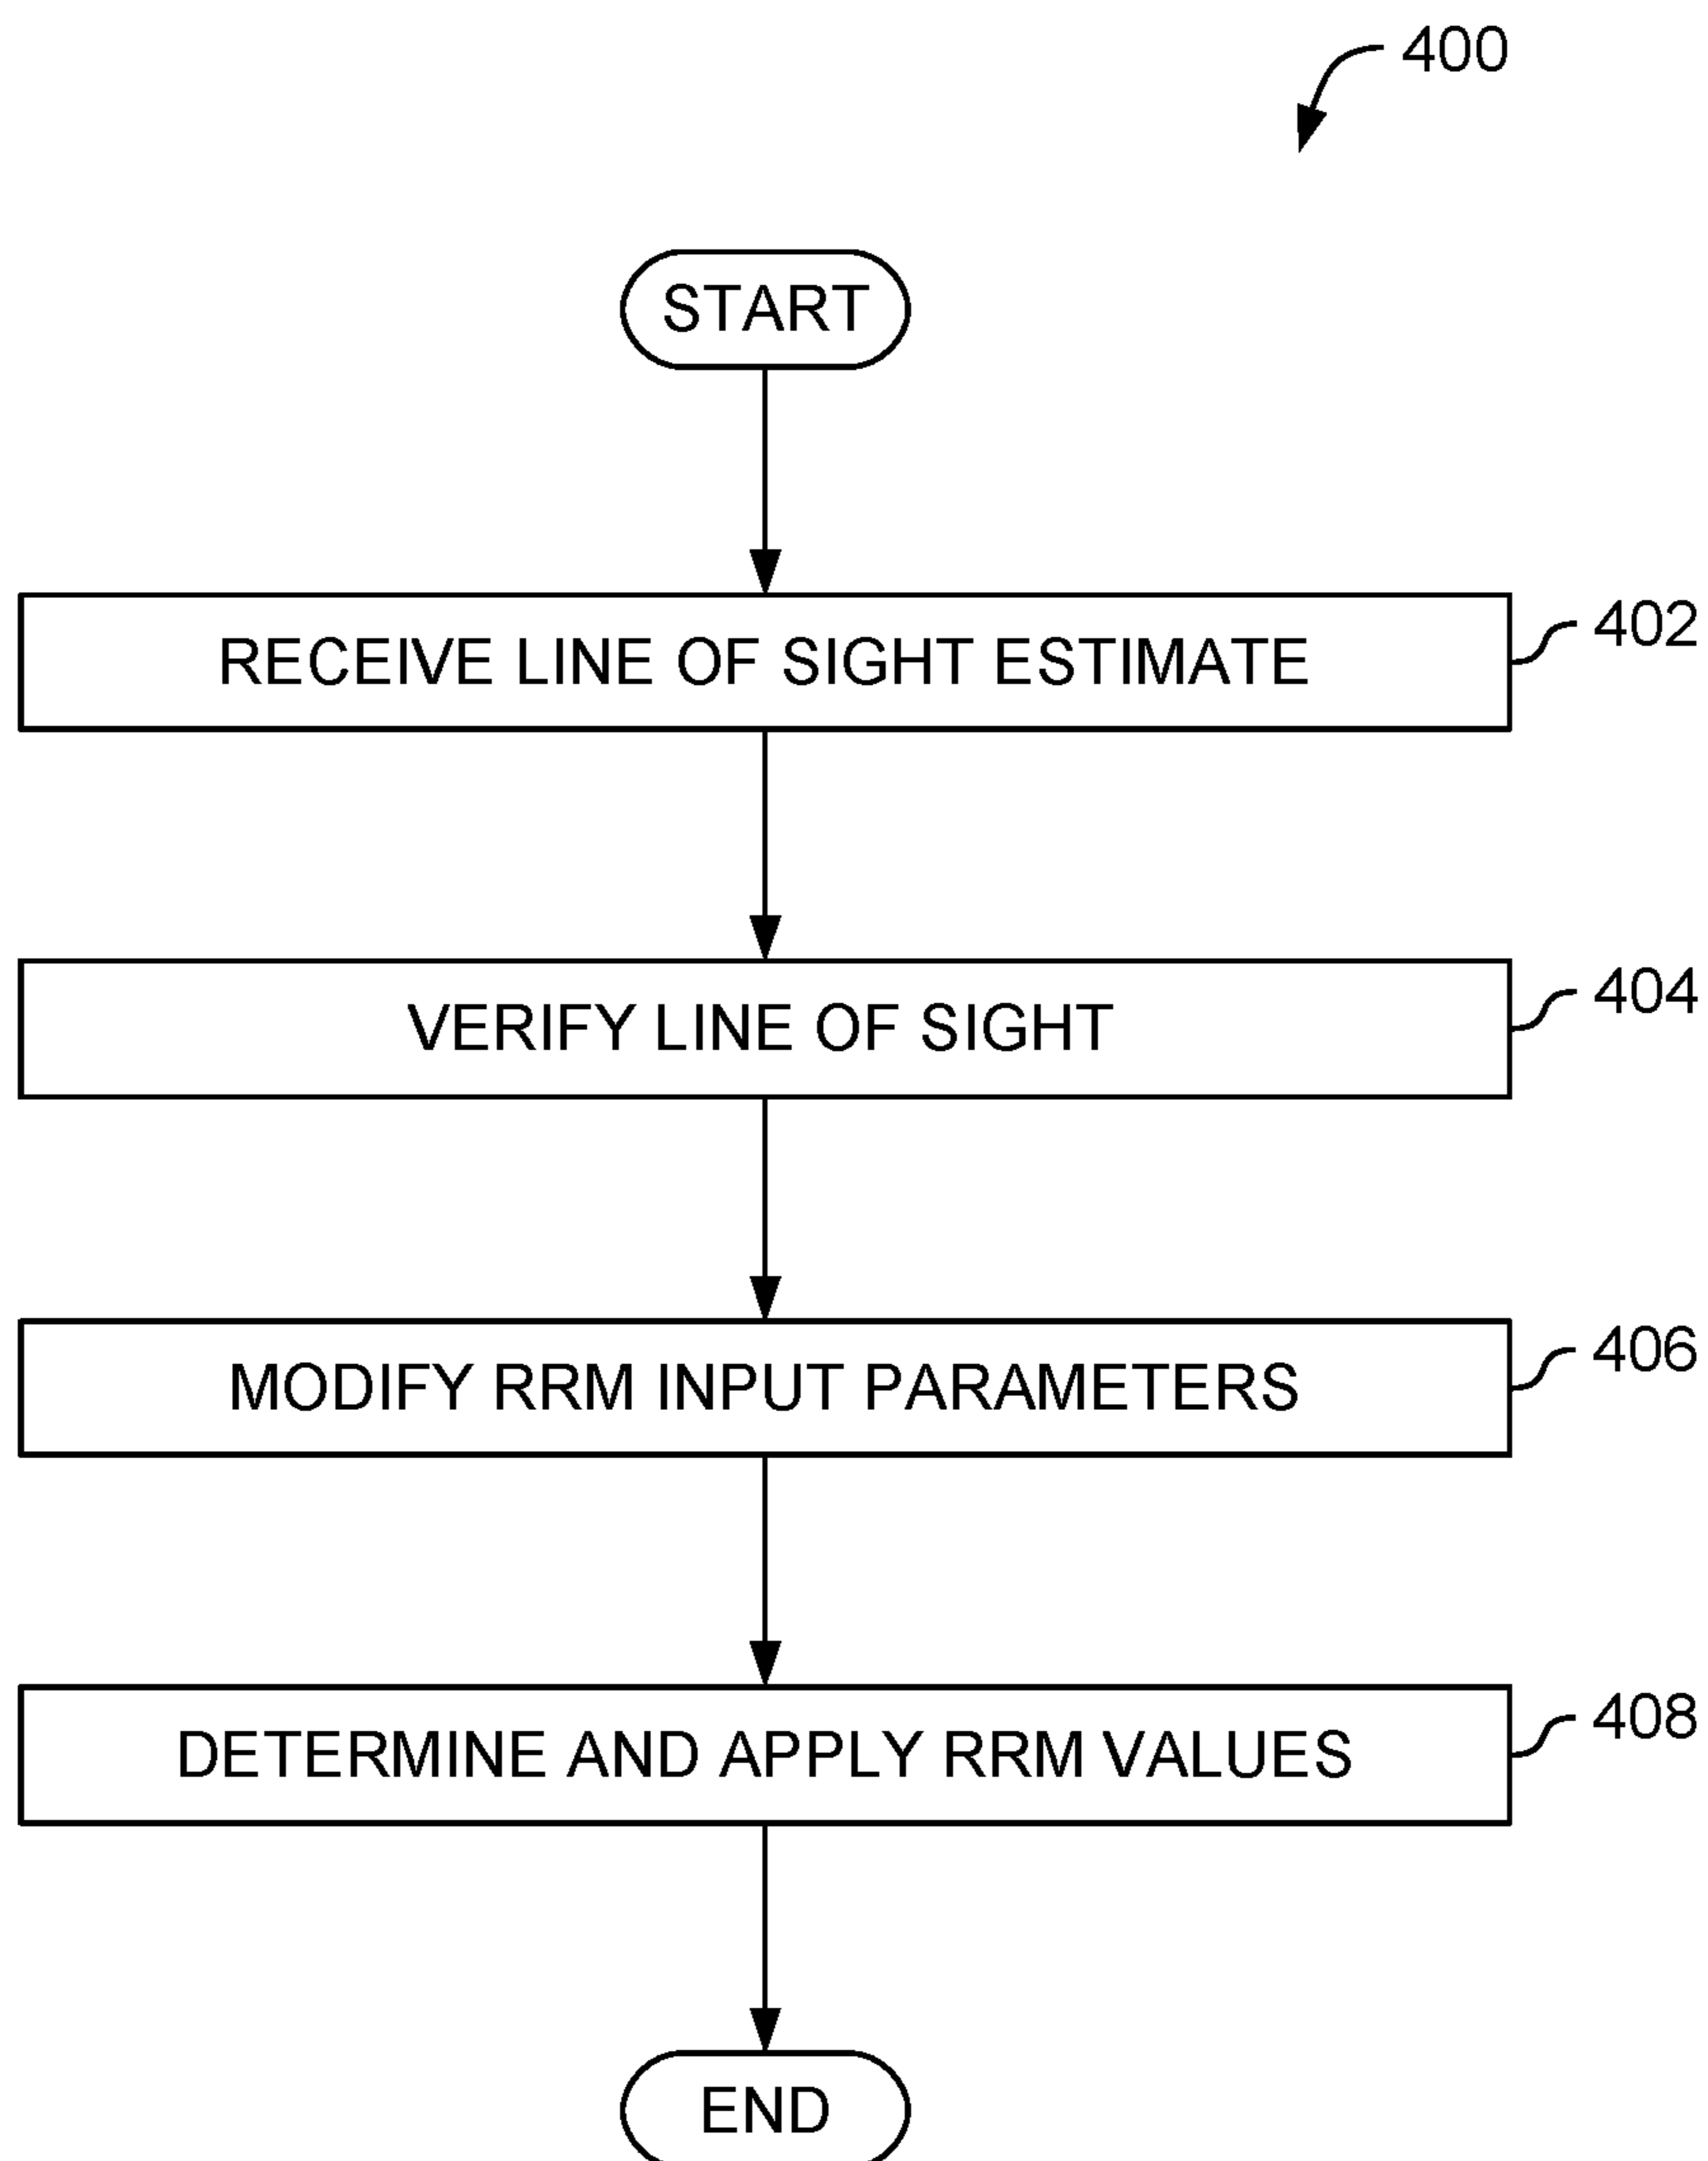 400
START
RECEIVE LINE OF SIGHT ESTIMATE
402
VERIFY LINE OF SIGHT
404
MODIFY RRM INPUT PARAMETERS
406
DETERMINE AND APPLY RRM VALUES
408
END